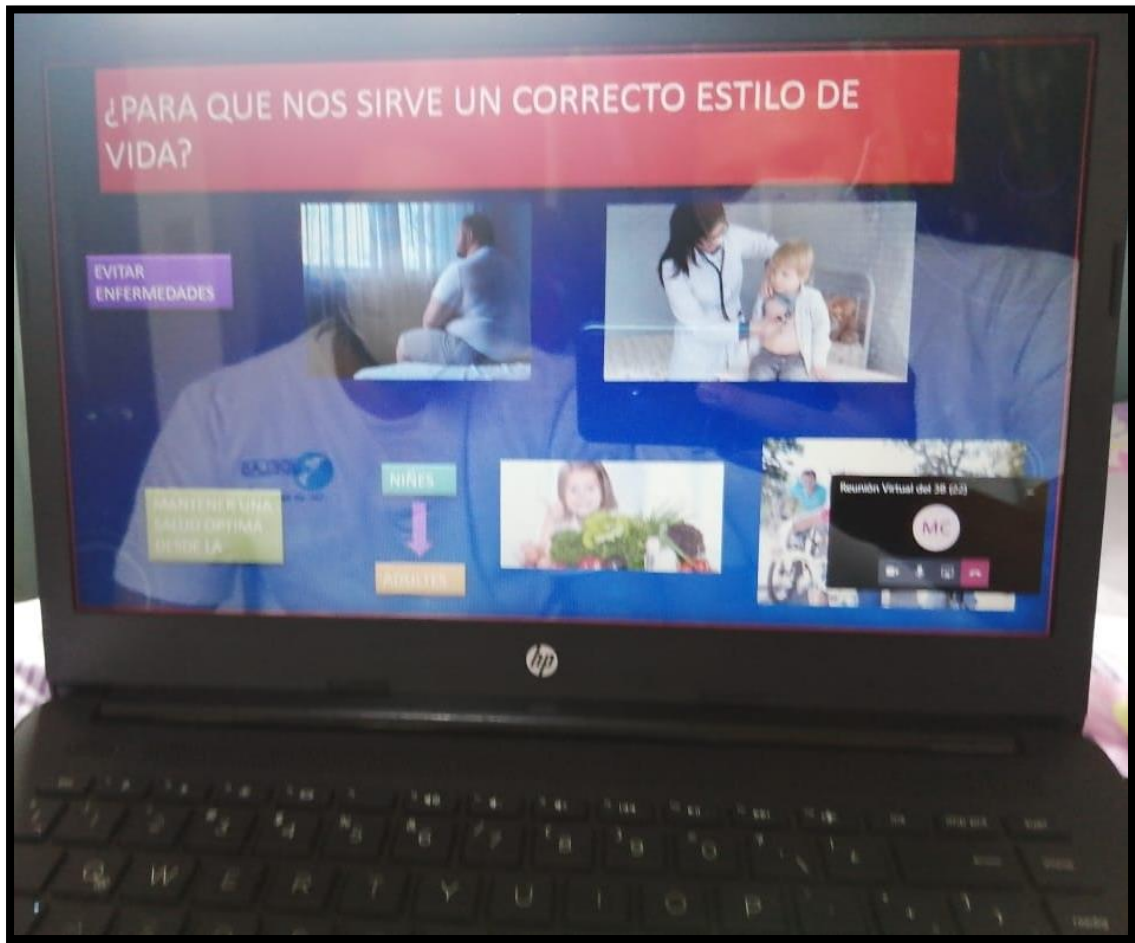 ¿PARA QUE NOS SIRVE UN CORRECTO ESTILO DE
VIDA?
EVITAR
ENFERMEDADES
MANTENER UNA
SALUD OPTIMA
DESDE LA
NIÑES
ADULTES
Reunión Virtual del 3B (22)
MC
hp
Q W E R T Y U I O P